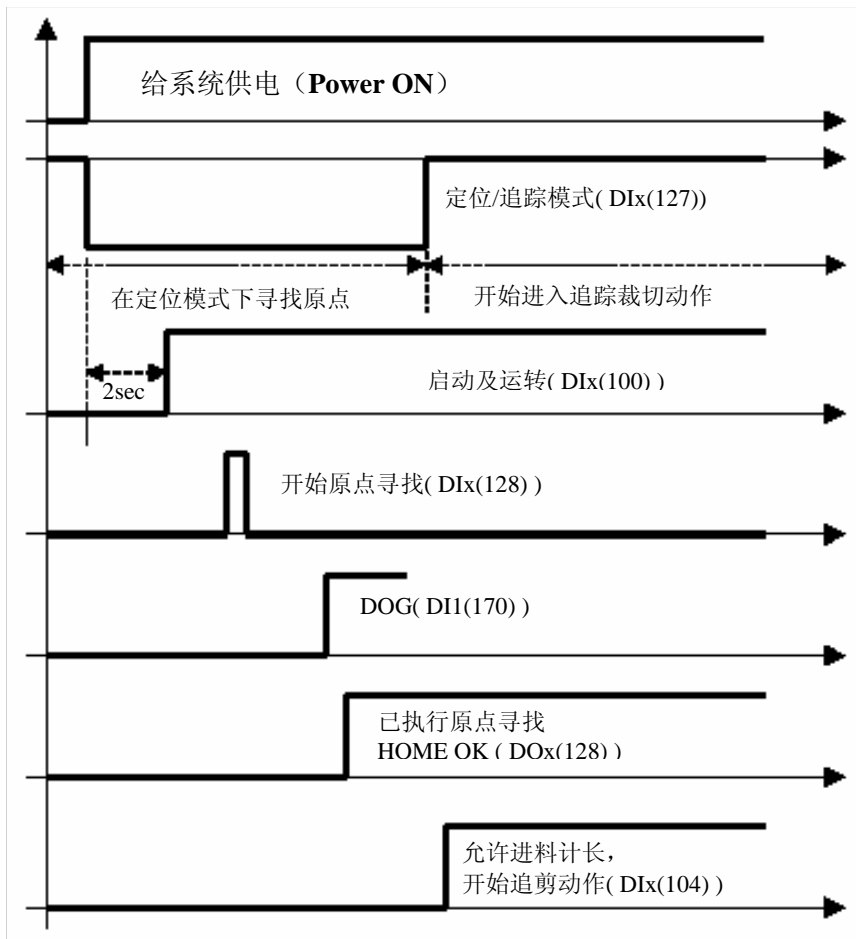 给系统供电（Power ON）
定位/追踪模式( DIx(127))
在定位模式下寻找原点
开始进入追踪裁切动作
2sec
启动及运转( DIx(100) )
开始原点寻找( DIx(128) )
DOG( DI1(170) )
已执行原点寻找
HOME OK ( DOx(128) )
允许进料计长，
开始追剪动作( DIx(104) )